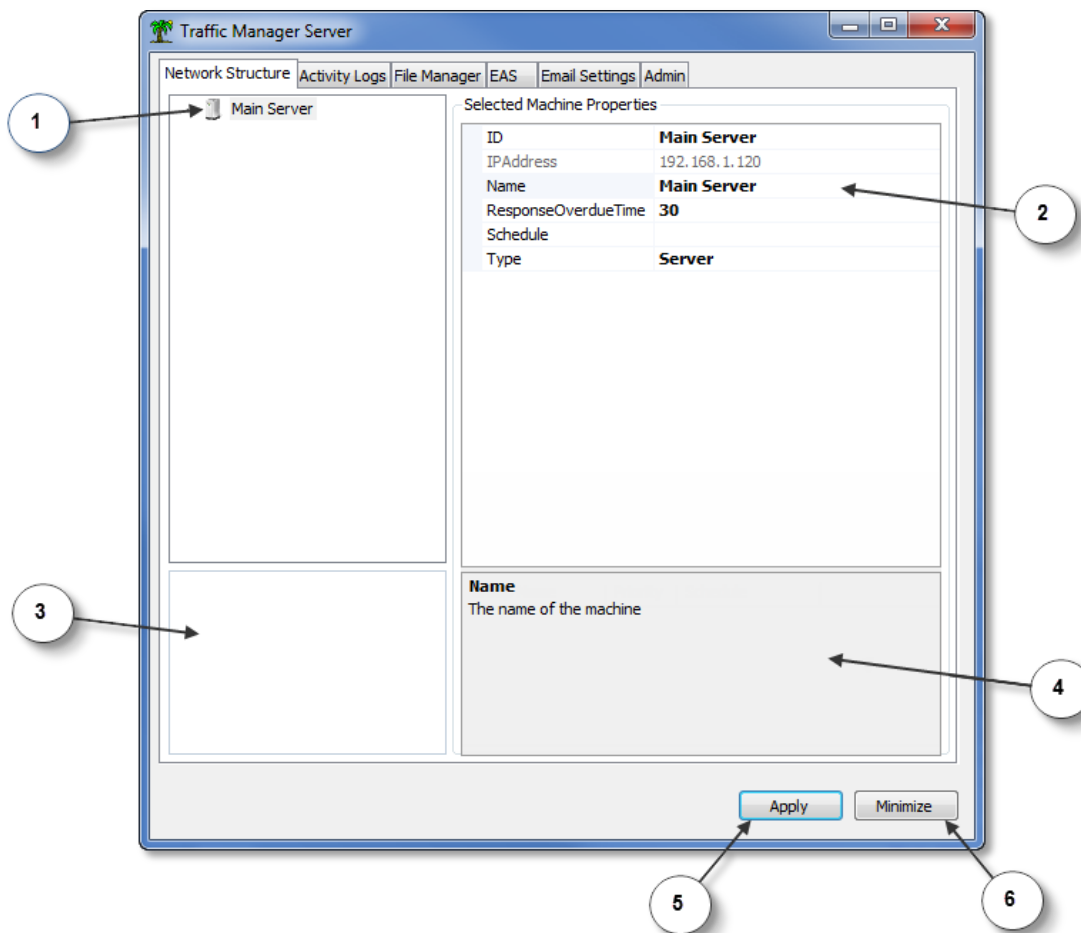 Traffic Manager Server
Network Structure Activity Logs File Manager EAS Email Settings Admin
1
Main Server
Selected Machine Properties
ID Main Server
IPAddress 192.168.1.120
Name Main Server
2
ResponseOverdueTime 30
Schedule
Type Server
3
Name
The name of the machine
4
Apply Minimize
5
6